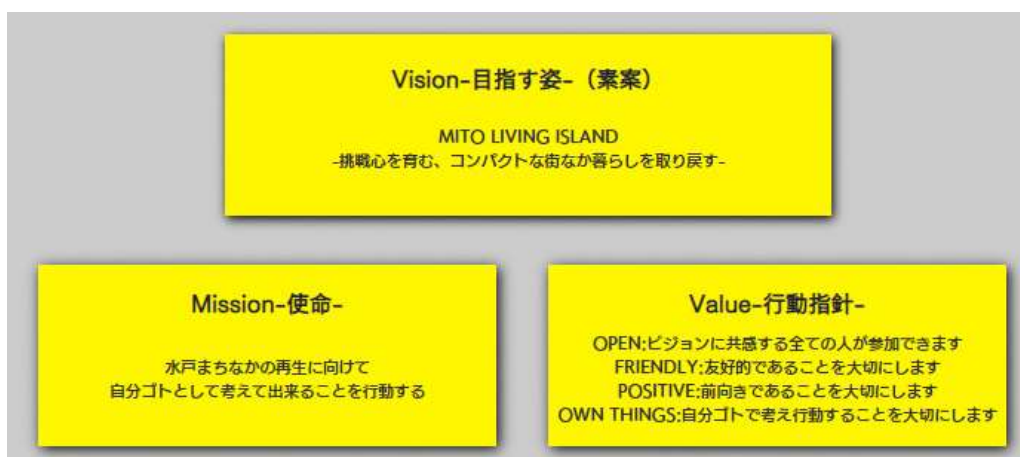 Vision-目指す姿-（素案）
MITO LIVING ISLAND
-挑戦心を育む、コンパクトな街なか暮らしを取り戻す-
Mission-使命-
水戸まちなかの再生に向けて
自分ゴトとして考えて出来ることを行動する
Value-行動指針-
OPEN;ビジョンに共感する全ての人が参加できます
FRIENDLY;友好的であることを大切にします
POSITIVE;前向きであることを大切にします
OWN THINGS;自分ゴトで考え行動することを大切にします